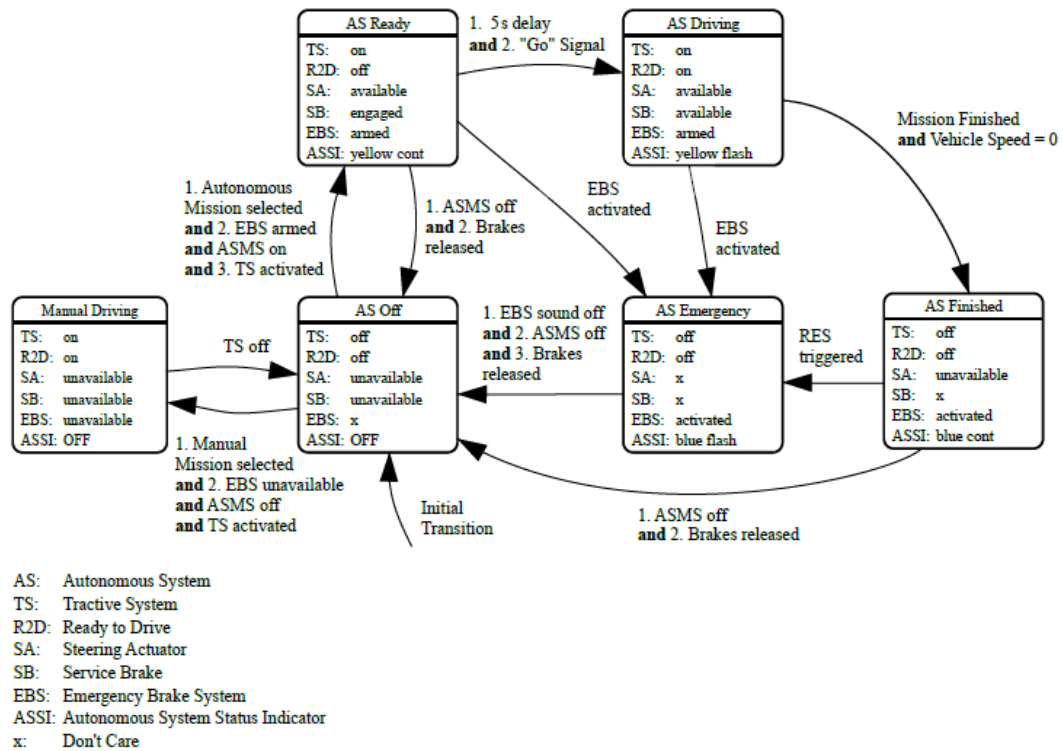 AS Ready
TS: on
R2D: off
SA: available
SB: engaged
EBS: armed
ASSI: yellow cont
1. 5s delay
and 2. "Go" Signal
AS Driving
TS: on
R2D: on
SA: available
SB: available
EBS: armed
ASSI: yellow flash
Mission Finished
and Vehicle Speed = 0
1. Autonomous
Mission selected
and 2. EBS armed
and ASMS on
and 3. TS activated
1. ASMS off
and 2. Brakes
released
EBS
activated
EBS
activated
Manual Driving
TS: on
R2D: on
SA: unavailable
SB: unavailable
EBS: unavailable
ASSI: OFF
TS off
AS Off
TS: off
R2D: off
SA: unavailable
SB: unavailable
EBS: x
ASSI: OFF
1. EBS sound off
and 2. ASMS off
and 3. Brakes
released
AS Emergency
TS: off
R2D: off
SA: x
SB: x
EBS: activated
ASSI: blue flash
RES
triggered
AS Finished
TS: off
R2D: off
SA: unavailable
SB: x
EBS: activated
ASSI: blue cont
1. Manual
Mission selected
and 2. EBS unavailable
and ASMS off
and TS activated
Initial
Transition
1. ASMS off
and 2. Brakes released
AS: Autonomous System
TS: Tractive System
R2D: Ready to Drive
SA: Steering Actuator
SB: Service Brake
EBS: Emergency Brake System
ASSI: Autonomous System Status Indicator
x: Don't Care